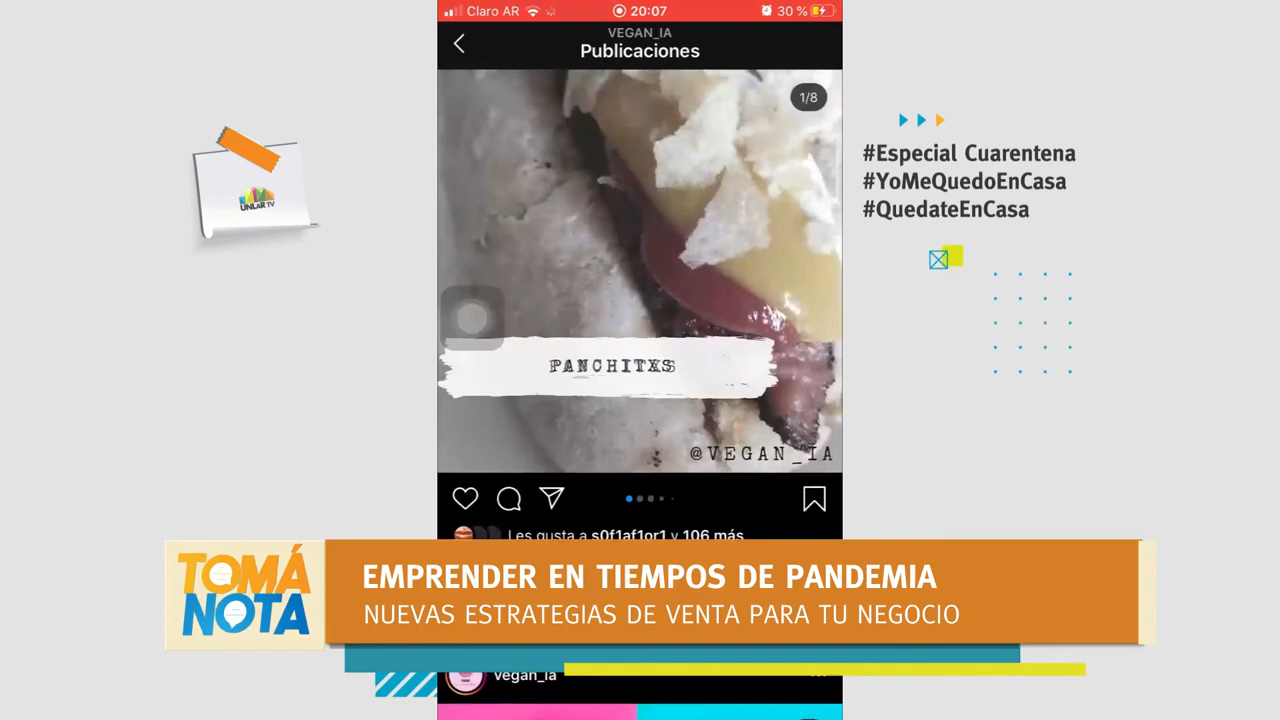 Claro AR
20:07
30 %
VEGAN_IA
Publicaciones
1/8
PANCHITXS
@VEGAN_IA
Les gusta a s0f1af1or1 y 106 más
vegan_ia
UNLAR TV
#Especial Cuarentena
#YoMeQuedoEnCasa
#QuedateEnCasa
TOMÁ
NOTA
EMPRENDER EN TIEMPOS DE PANDEMIA
NUEVAS ESTRATEGIAS DE VENTA PARA TU NEGOCIO